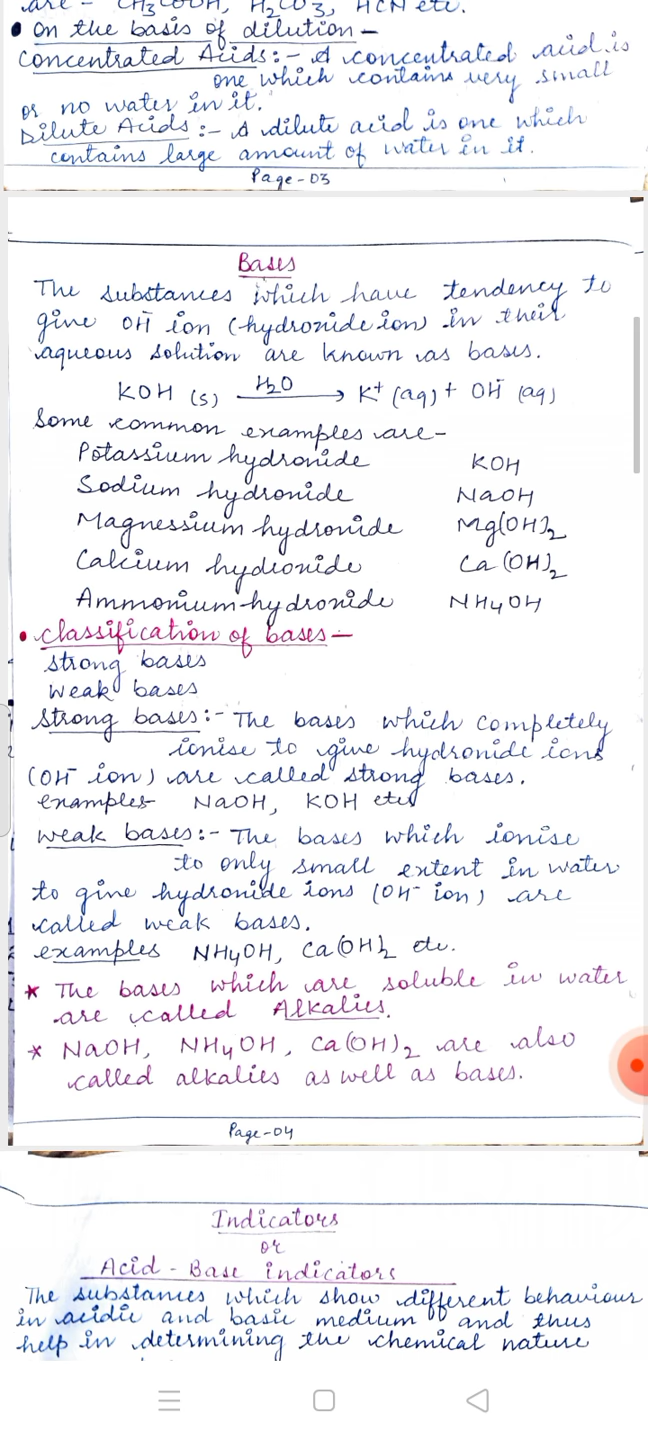 are - CH3COOH, H2CO3, HCN etc.
• On the basis of dilution -
Concentrated Acids:- A concentrated acid is
one which contains very small
or no water in it.
Dilute Acids :- A dilute acid is one which
contains large amount of water in it.
Page-03
Bases
The substances which have tendency to
give OH⁻ ion (hydroxide ion) in their
aqueous solution are known as bases.
KOH (s) —H2O→ K⁺ (aq) + OH⁻ (aq)
Some common examples are-
Potassium hydroxide KOH
Sodium hydroxide NaOH
Magnessium hydroxide Mg(OH)2
Calcium hydroxide Ca(OH)2
Ammonium hydroxide NH4OH
• Classification of bases-
strong bases
weak bases
Strong bases:- The bases which completely
ionise to give hydroxide ions
(OH⁻ ion) are called strong bases.
examples- NaOH, KOH etc
weak bases:- The bases which ionise
to only small extent in water
to give hydroxide ions (OH⁻ ion) are
called weak bases.
examples NH4OH, Ca(OH)2 etc.
* The bases which are soluble in water
are called Alkalies.
* NaOH, NH4OH, Ca(OH)2 are also
called alkalies as well as bases.
Page-04
Indicators
or
Acid-Base indicators
The substances which show different behaviour
in acidic and basic medium and thus
help in determining the chemical nature